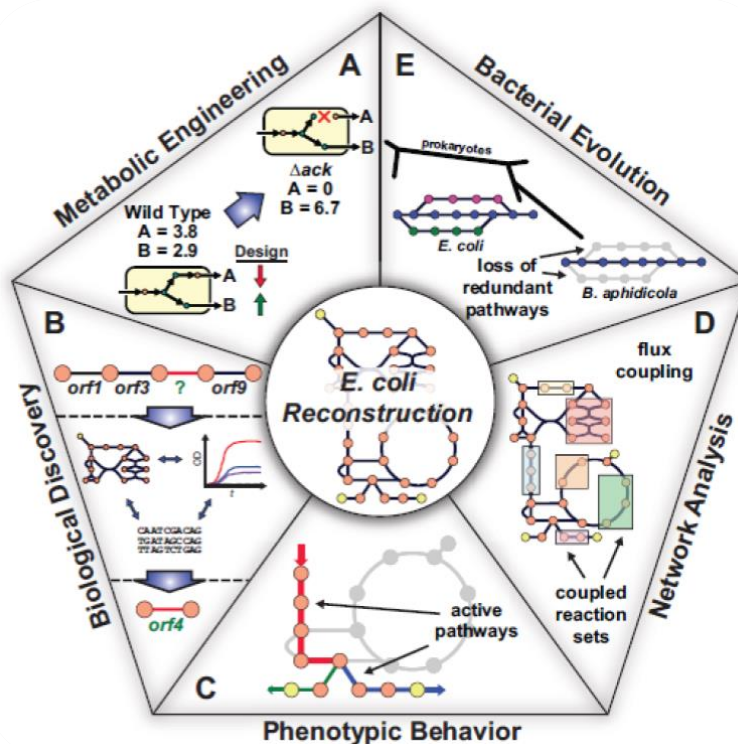 Metabolic Engineering
A
A
B
Δack
A = 0
B = 6.7
Wild Type
A = 3.8
B = 2.9
Design
A
B
E
Bacterial Evolution
prokaryotes
E. coli
loss of
redundant
pathways
B. aphidicola
B
Biological Discovery
orf1 orf3 ? orf9
OD
t
CAATCGACAG
TGATAGCCAG
TTAGTCTGAG
orf4
E. coli
Reconstruction
D
Network Analysis
flux
coupling
coupled
reaction
sets
C
active
pathways
Phenotypic Behavior